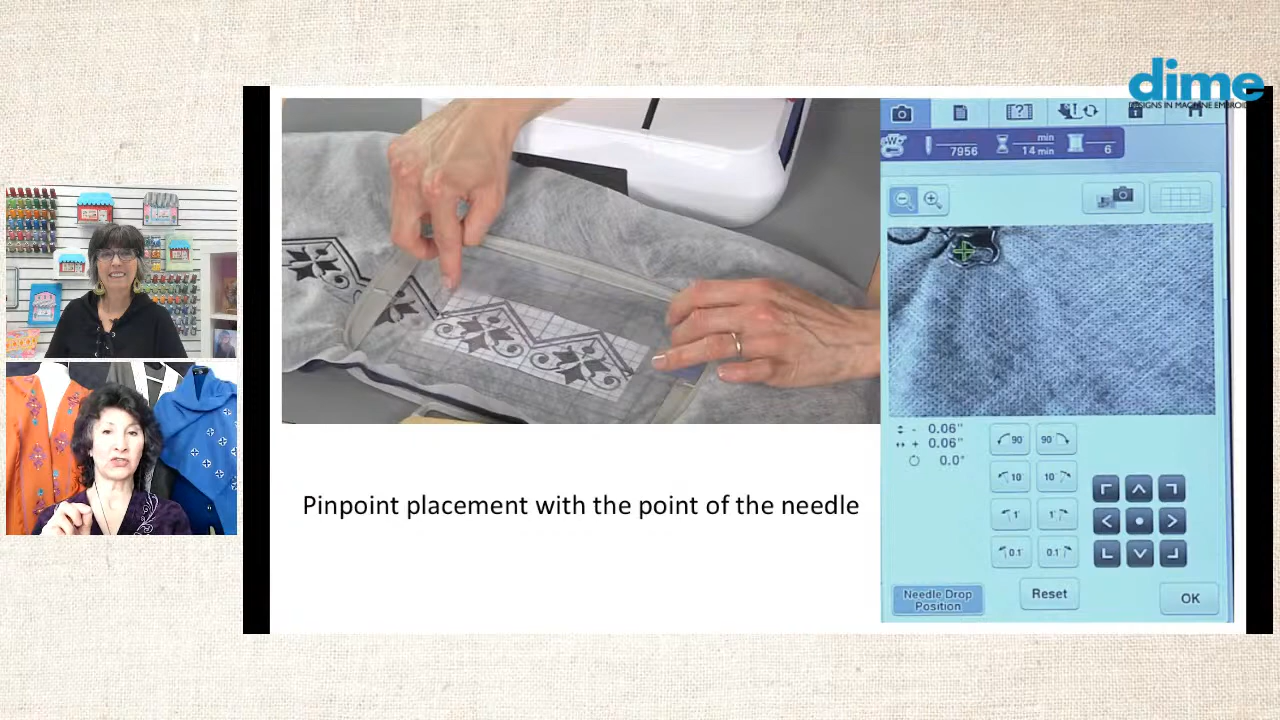 dime
DESIGNS IN MACHINE EMBROI
7956
min
14 min
6
- 0.06"
+ 0.06"
0.0°
90
90
10
10
1
1
0.1
0.1
Needle Drop
Position
Reset
OK
Pinpoint placement with the point of the needle